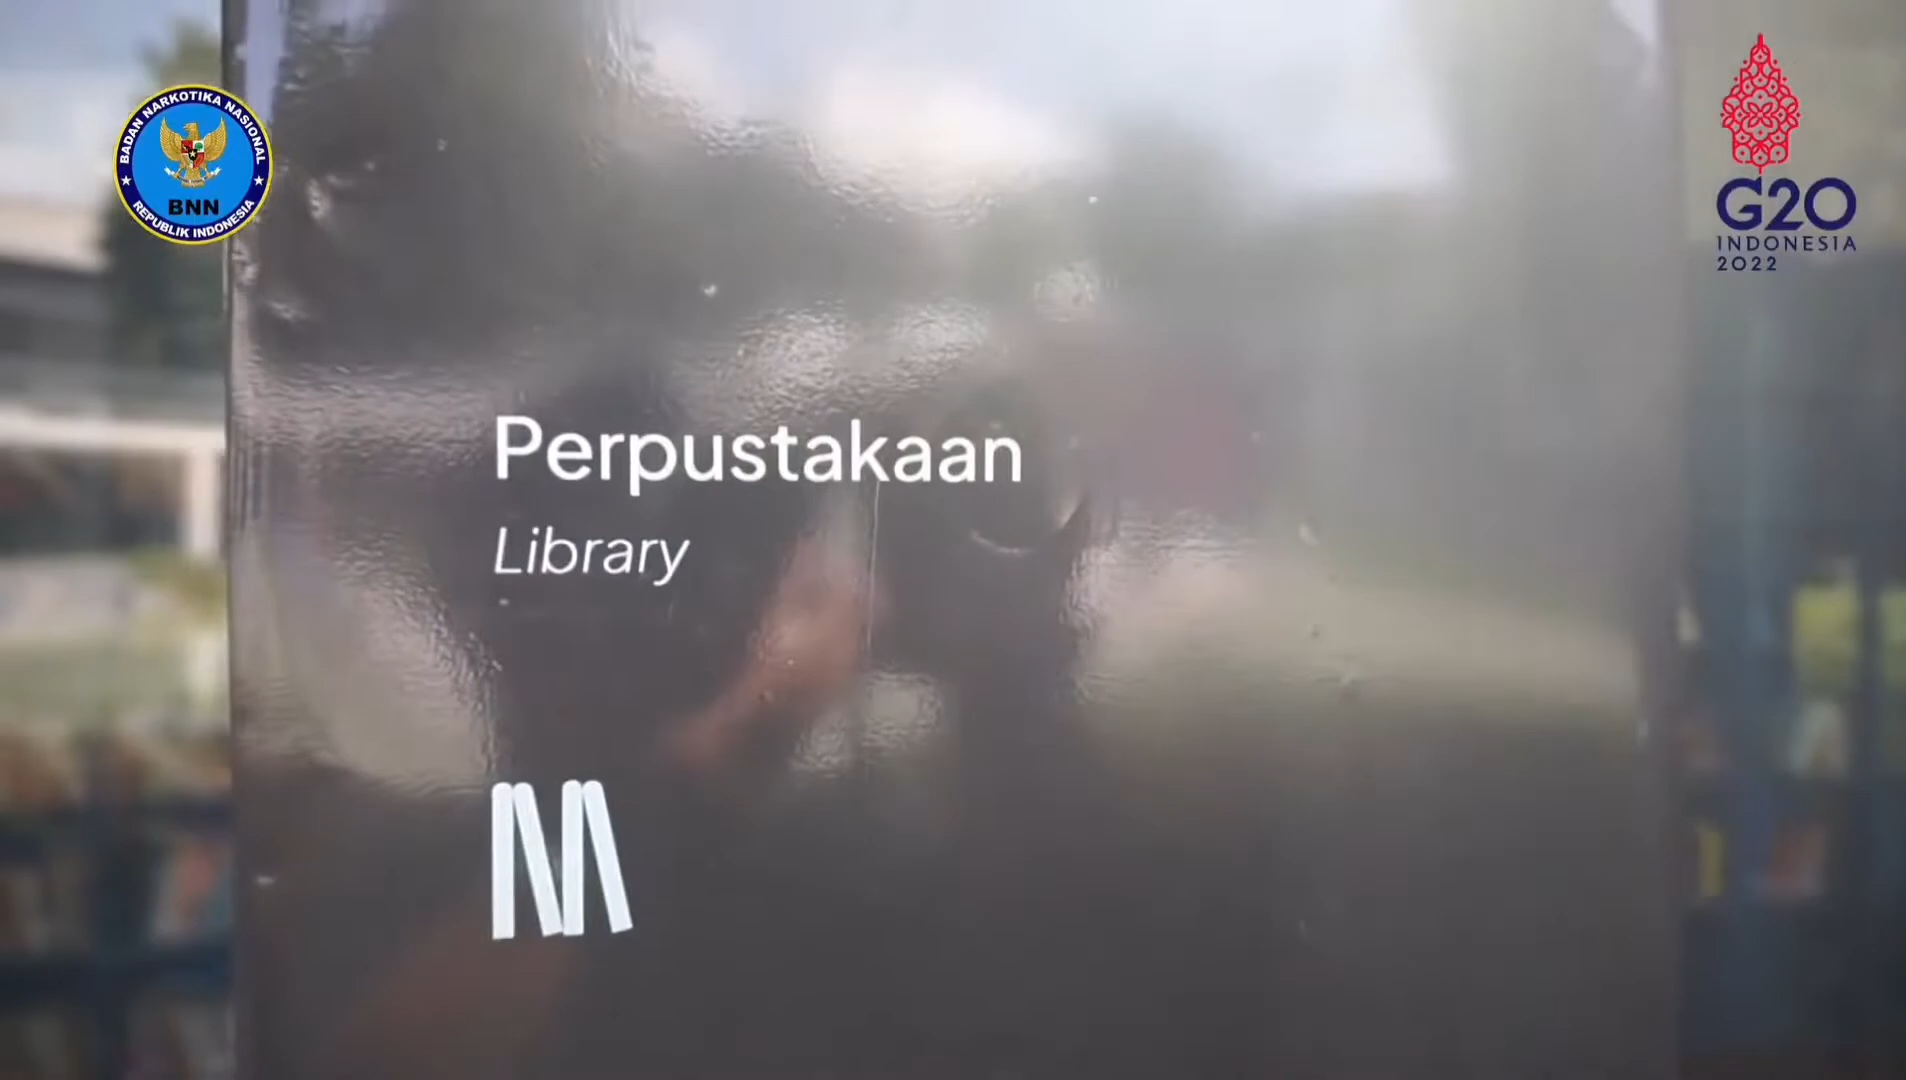 BADAN NARKOTIKA NASIONAL
BNN
REPUBLIK INDONESIA
G20
INDONESIA
2022
Perpustakaan
Library